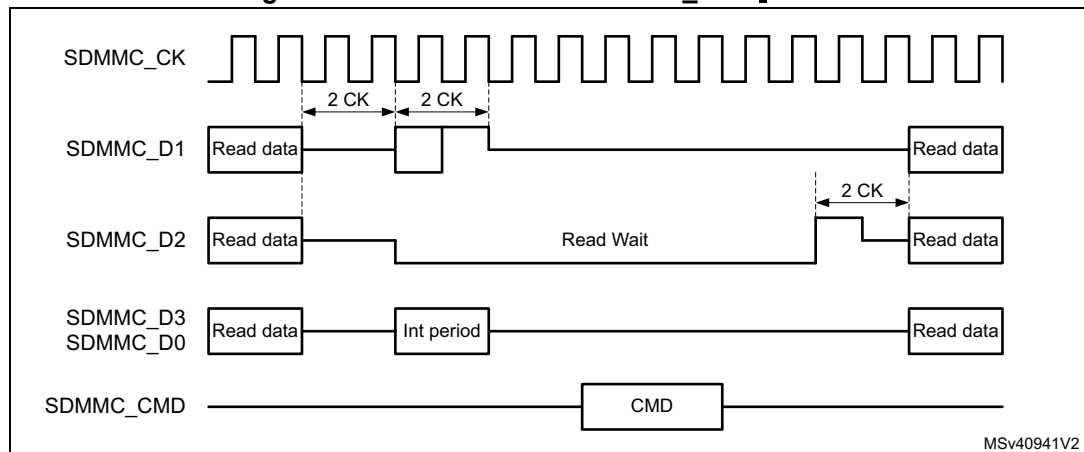 SDMMC_CK
2 CK 2 CK
SDMMC_D1 Read data Read data
2 CK
SDMMC_D2 Read data Read Wait Read data
SDMMC_D3
SDMMC_D0 Read data Int period Read data
SDMMC_CMD CMD
MSv40941V2